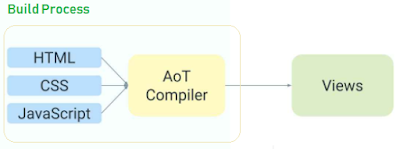 Build Process
HTML
CSS
JavaScript
AoT
Compiler
Views